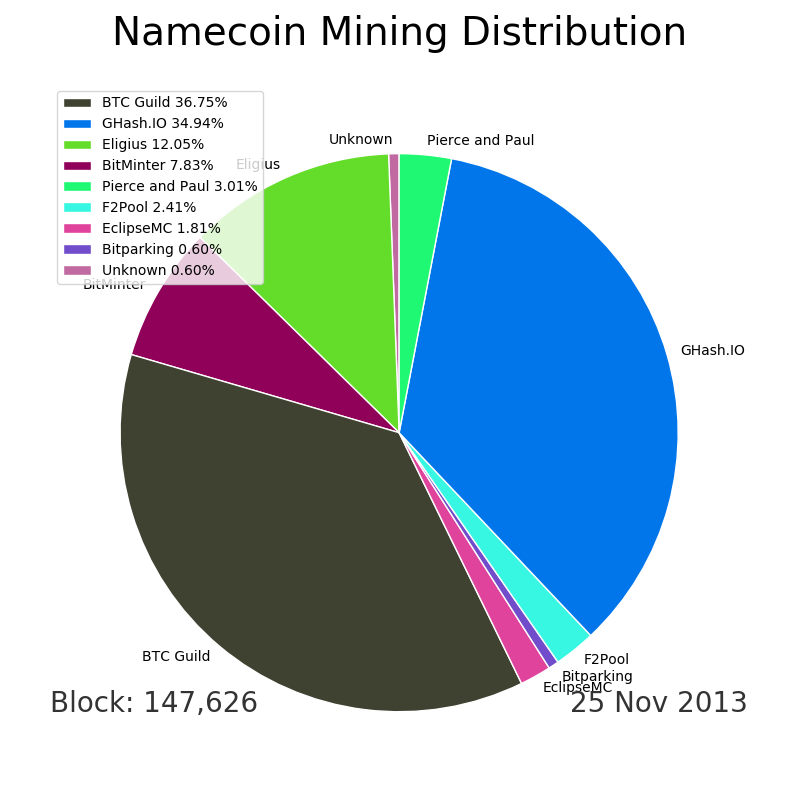 Namecoin Mining Distribution
BTC Guild 36.75%
GHash.IO 34.94%
Eligius 12.05%
BitMinter 7.83%
Pierce and Paul 3.01%
F2Pool 2.41%
EclipseMC 1.81%
Bitparking 0.60%
Unknown 0.60%
Unknown
Pierce and Paul
Eligius
BitMinter
GHash.IO
BTC Guild
F2Pool
Bitparking
EclipseMC
Block: 147,626
25 Nov 2013